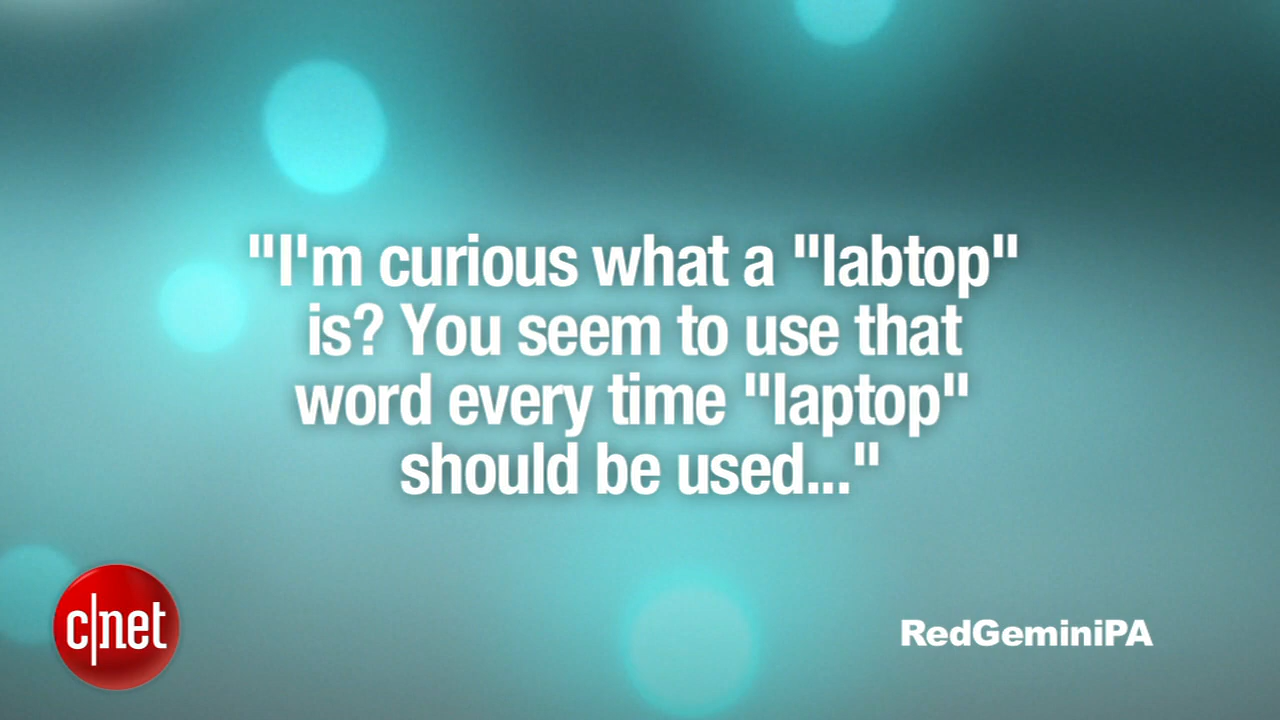 "I'm curious what a "labtop"
is? You seem to use that
word every time "laptop"
should be used..."
c|net
RedGeminiPA